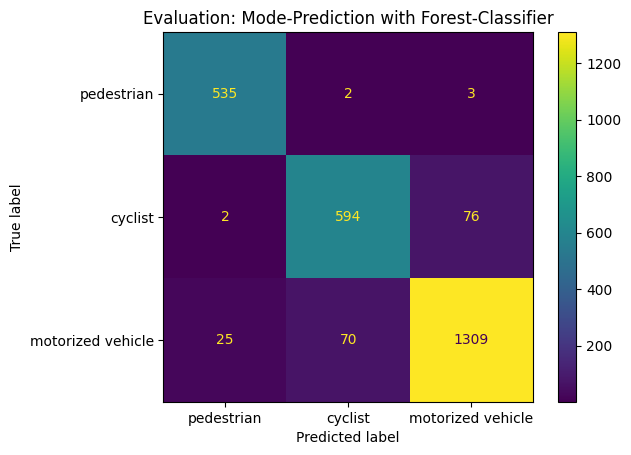 Evaluation: Mode-Prediction with Forest-Classifier
True label
pedestrian 535 2 3
cyclist 2 594 76
motorized vehicle 25 70 1309
pedestrian cyclist motorized vehicle
Predicted label
1200
1000
800
600
400
200